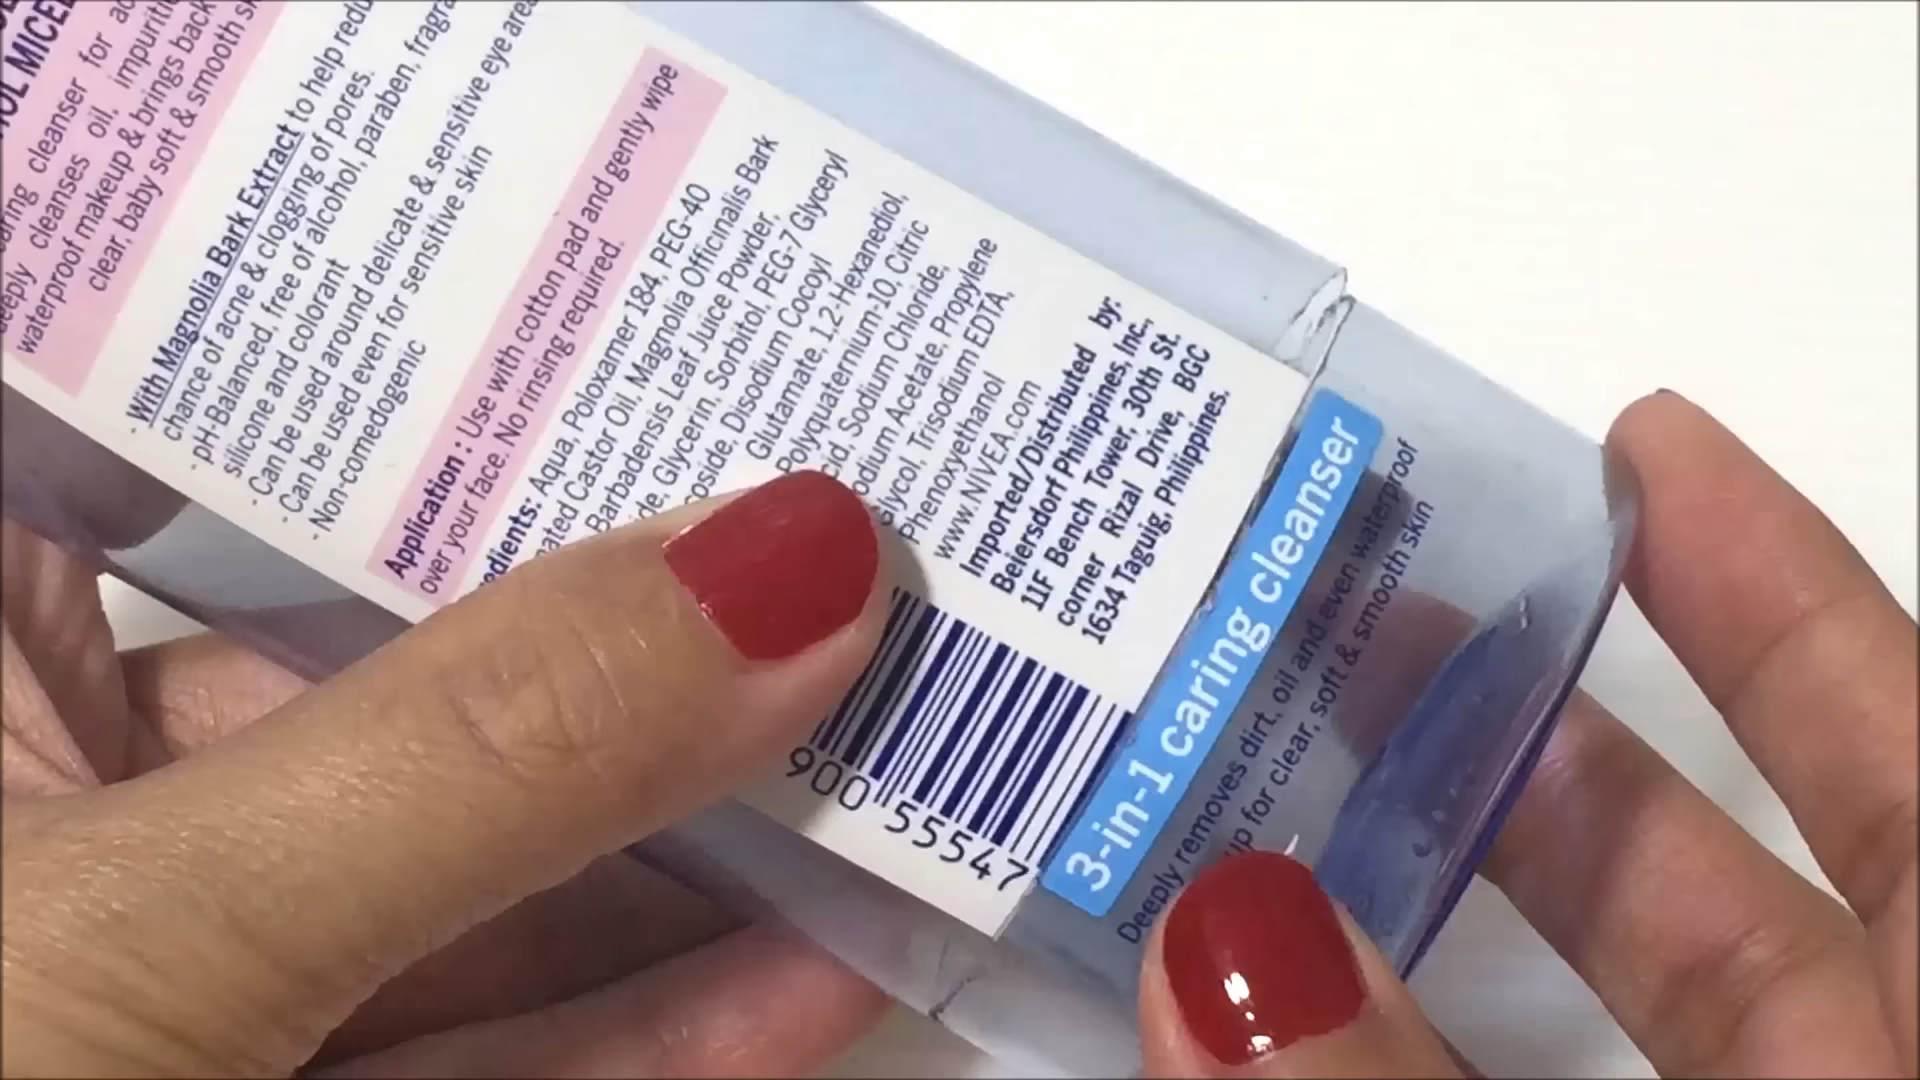 MICEL
caring cleanser for
deeply cleanses oil, impuriti
waterproof makeup & brings back
clear, baby soft & smooth
· With Magnolia Bark Extract to help redu
chance of acne & clogging of pores.
· pH-Balanced, free of alcohol, paraben, fragra
silicone and colorant
· Can be used around delicate & sensitive eye area
· Can be used even for sensitive skin
· Non-comedogenic
Application : Use with cotton pad and gently wipe
over your face. No rinsing required.
edients: Aqua, Poloxamer 184, PEG-40
nated Castor Oil, Magnolia Officinalis Bark
Barbadensis Leaf Juice Powder,
ide, Glycerin, Sorbitol, PEG-7 Glyceryl
oside, Disodium Cocoyl
Glutamate, 1,2-Hexanediol,
Polyquaternium-10, Citric
cid, Sodium Chloride,
odium Acetate, Propylene
Glycol, Trisodium EDTA,
Phenoxyethanol
www.NIVEA.com
Imported/Distributed by:
Beiersdorf Philippines, Inc.,
11F Bench Tower, 30th St.
corner Rizal Drive, BGC
1634 Taguig, Philippines.
900 55547
3-in-1 caring cleanser
Deeply removes dirt, oil and even waterproof
up for clear, soft & smooth skin